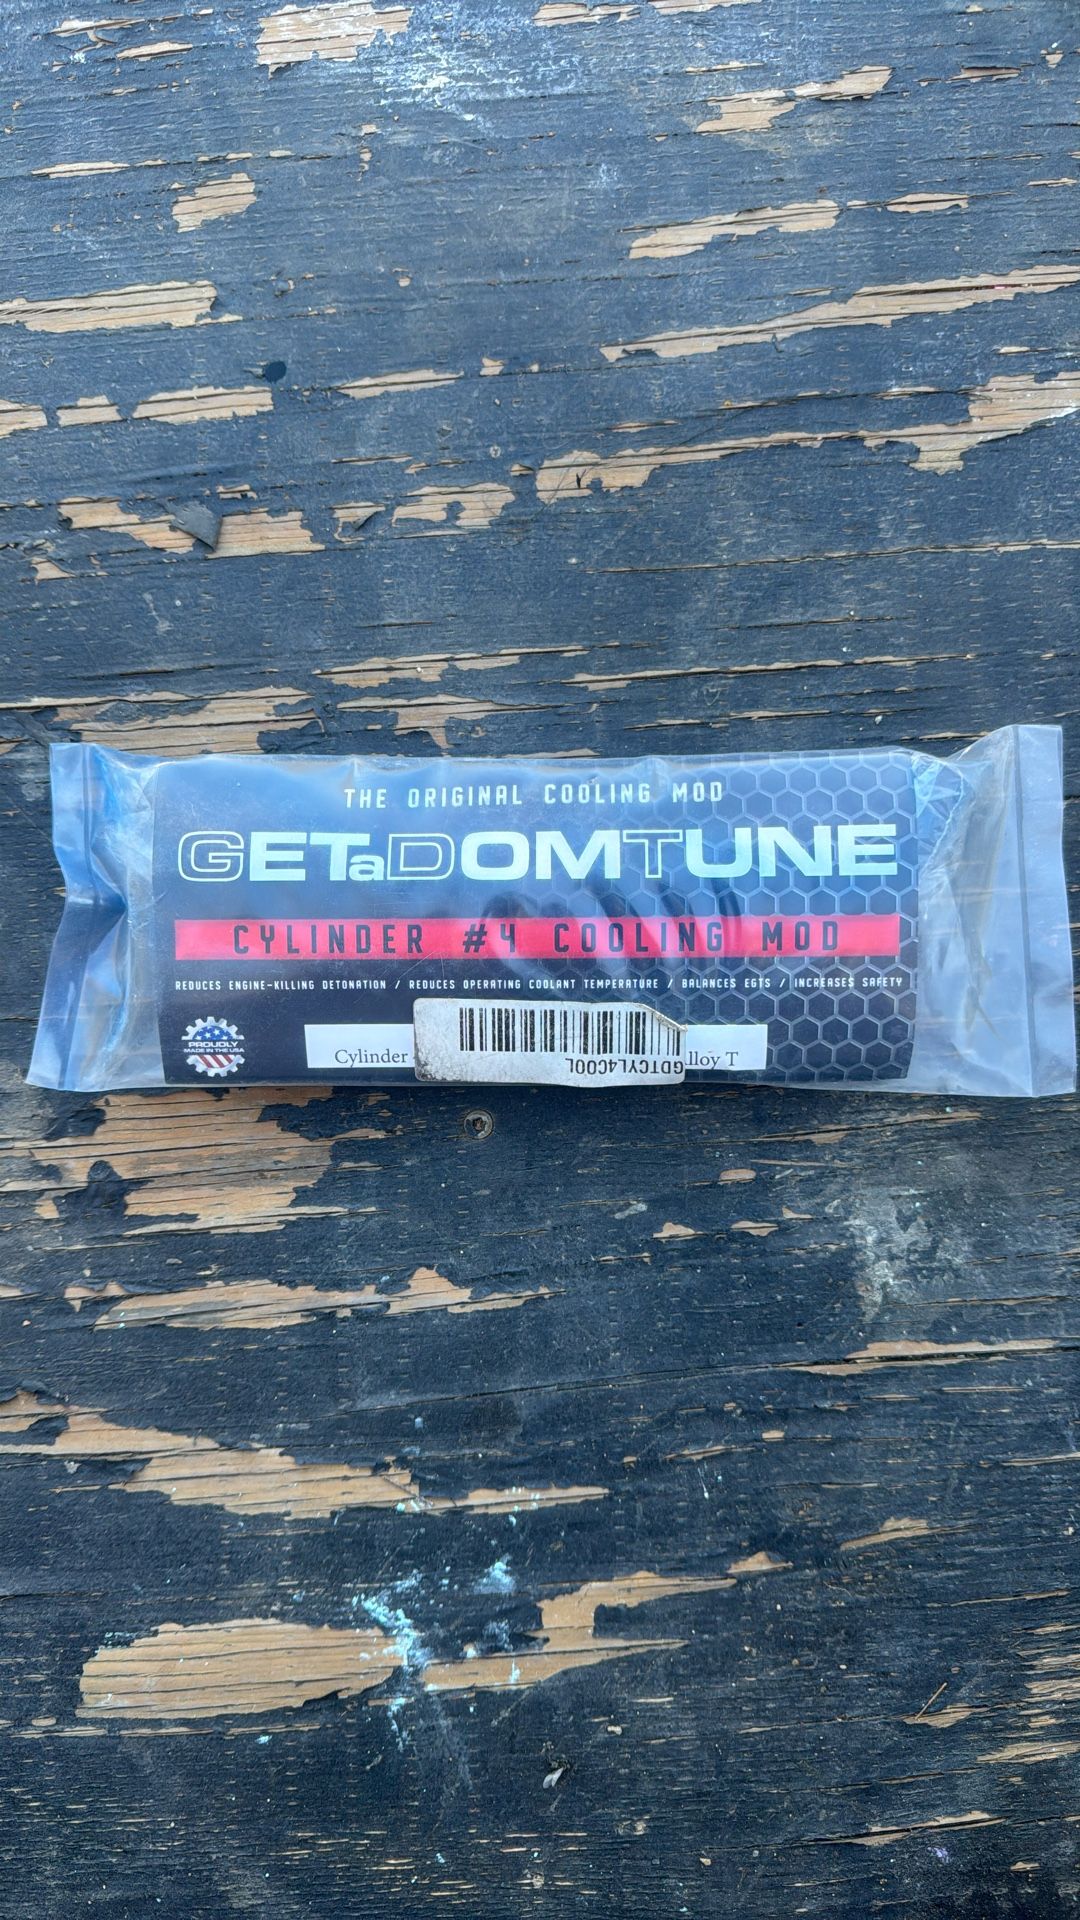 THE ORIGINAL COOLING MOD
GETaDOMTUNE
CYLINDER #4 COOLING MOD
REDUCES ENGINE-KILLING DETONATION / REDUCES OPERATING COOLANT TEMPERATURE / BALANCES EGTS / INCREASES SAFETY
PROUDLY
MADE IN THE USA
Cylinder lloy T
GDTCYL4COOL